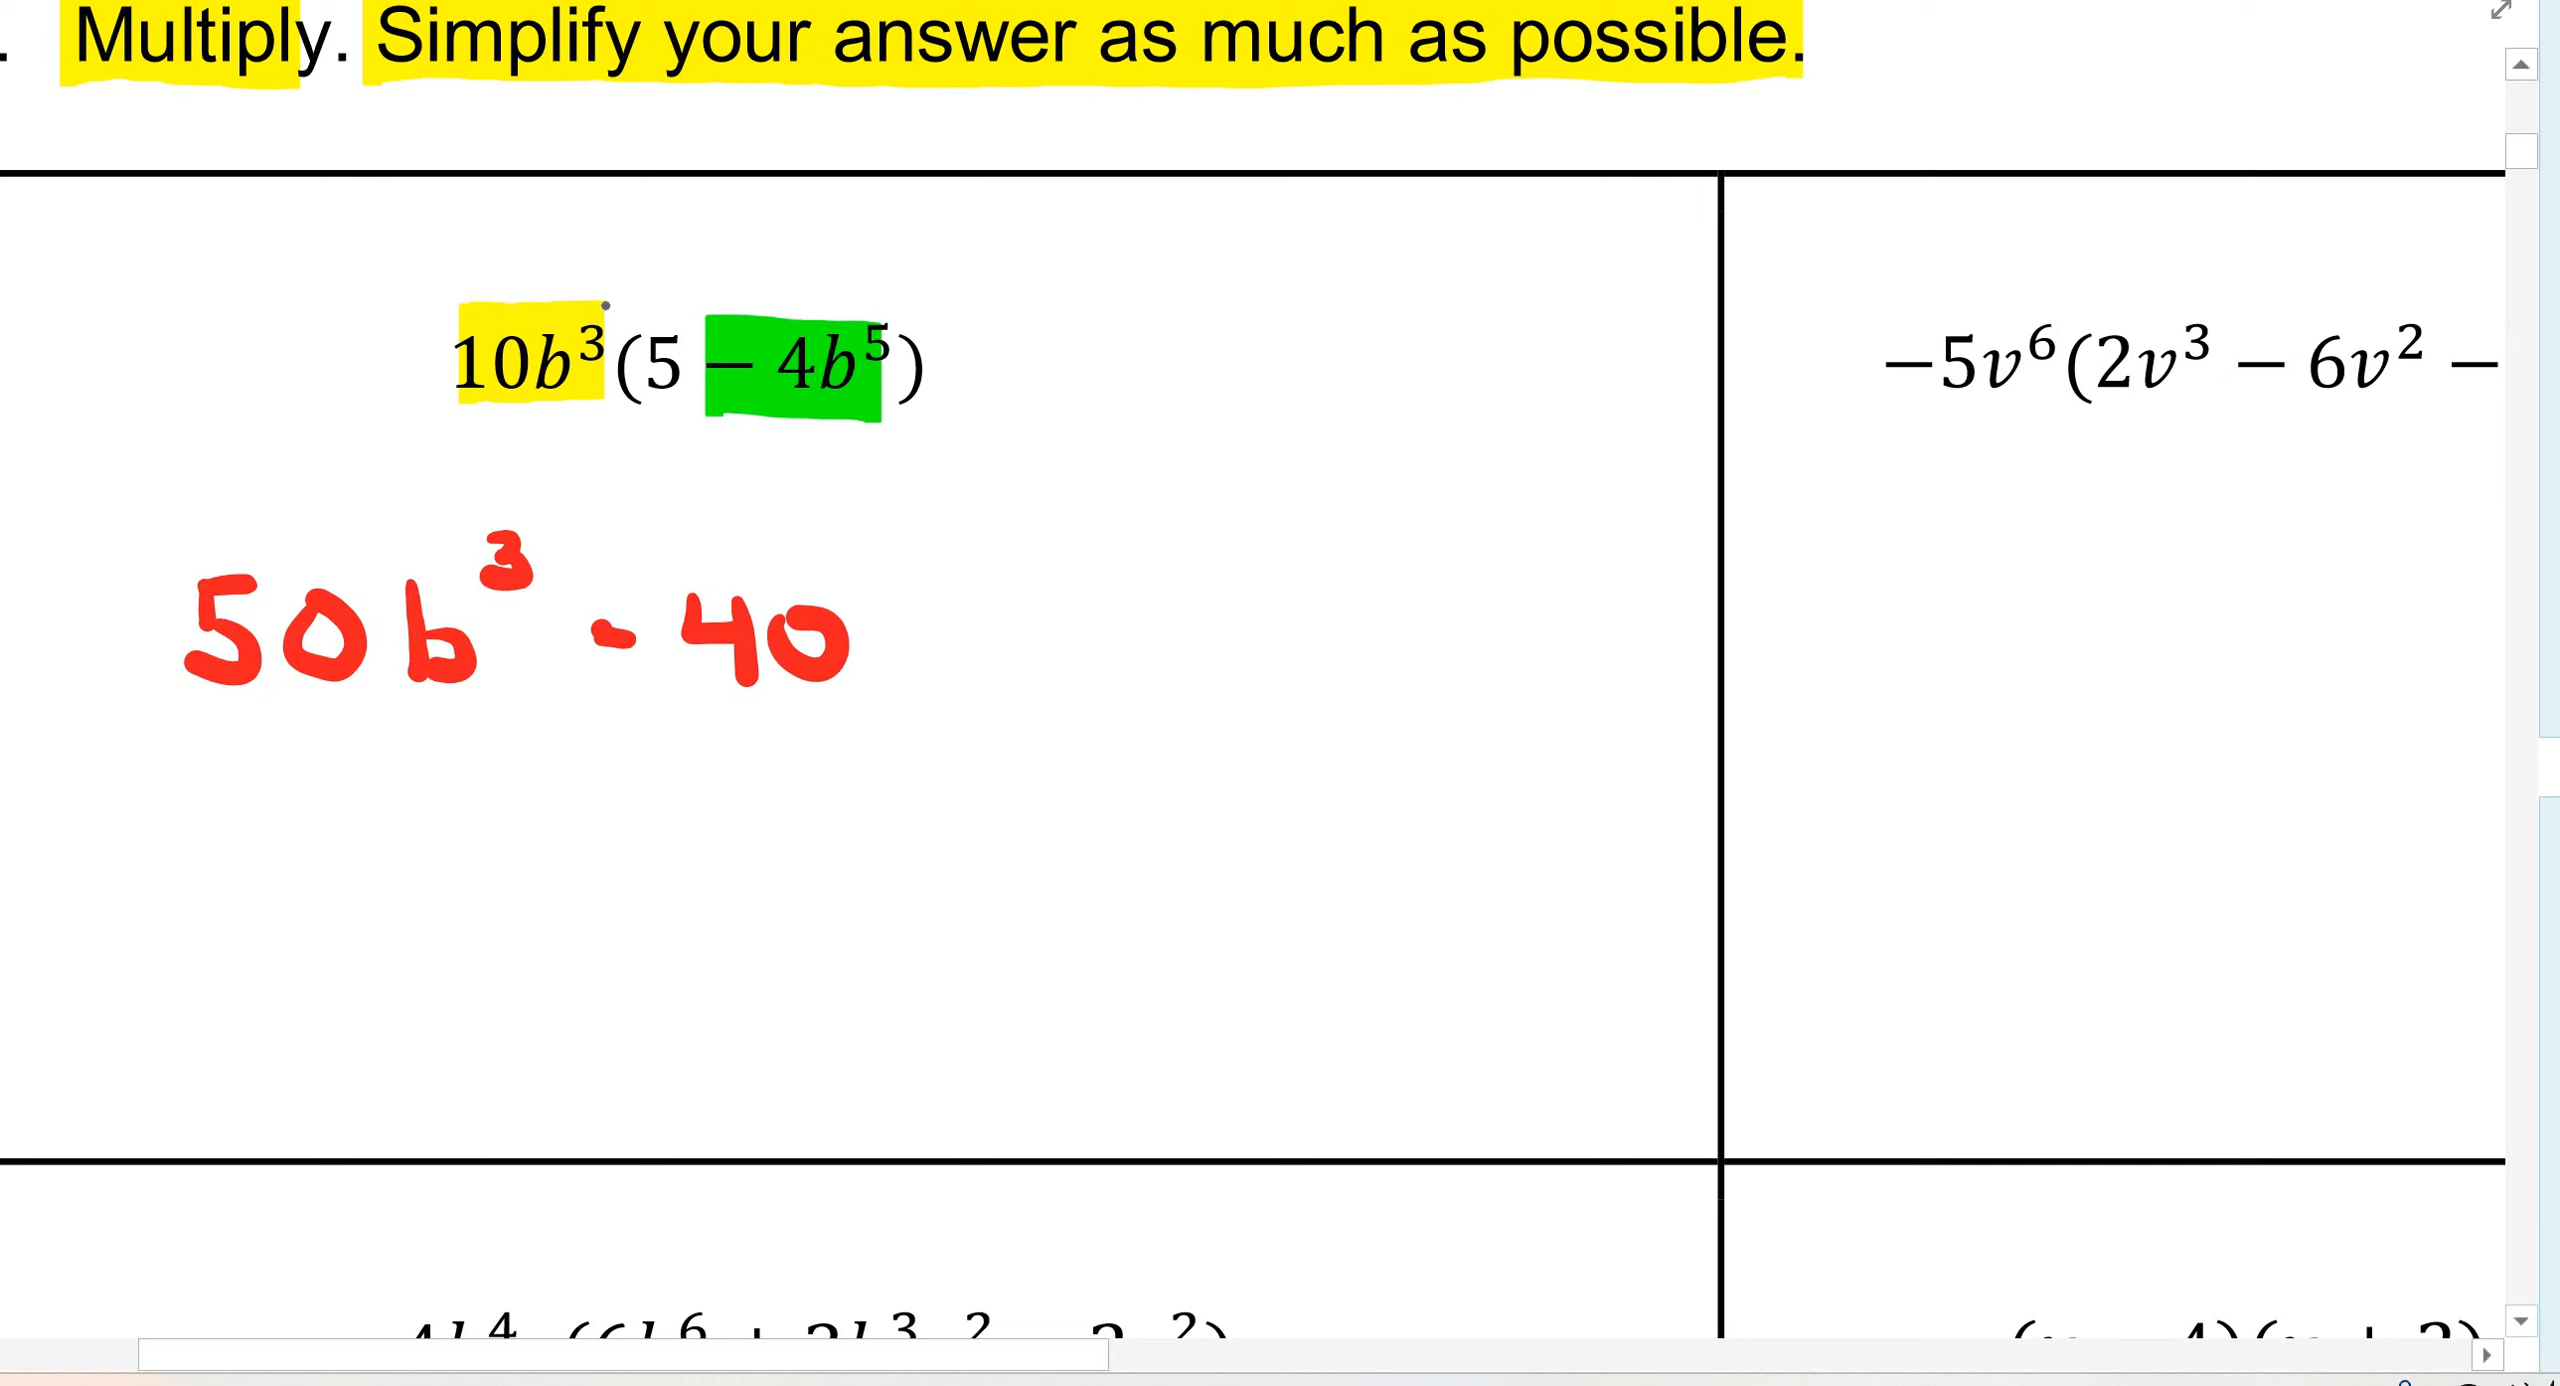 . Multiply. Simplify your answer as much as possible.
10b³(5 − 4b⁵)
−5v⁶(2v³ − 6v² −
50b³ - 40